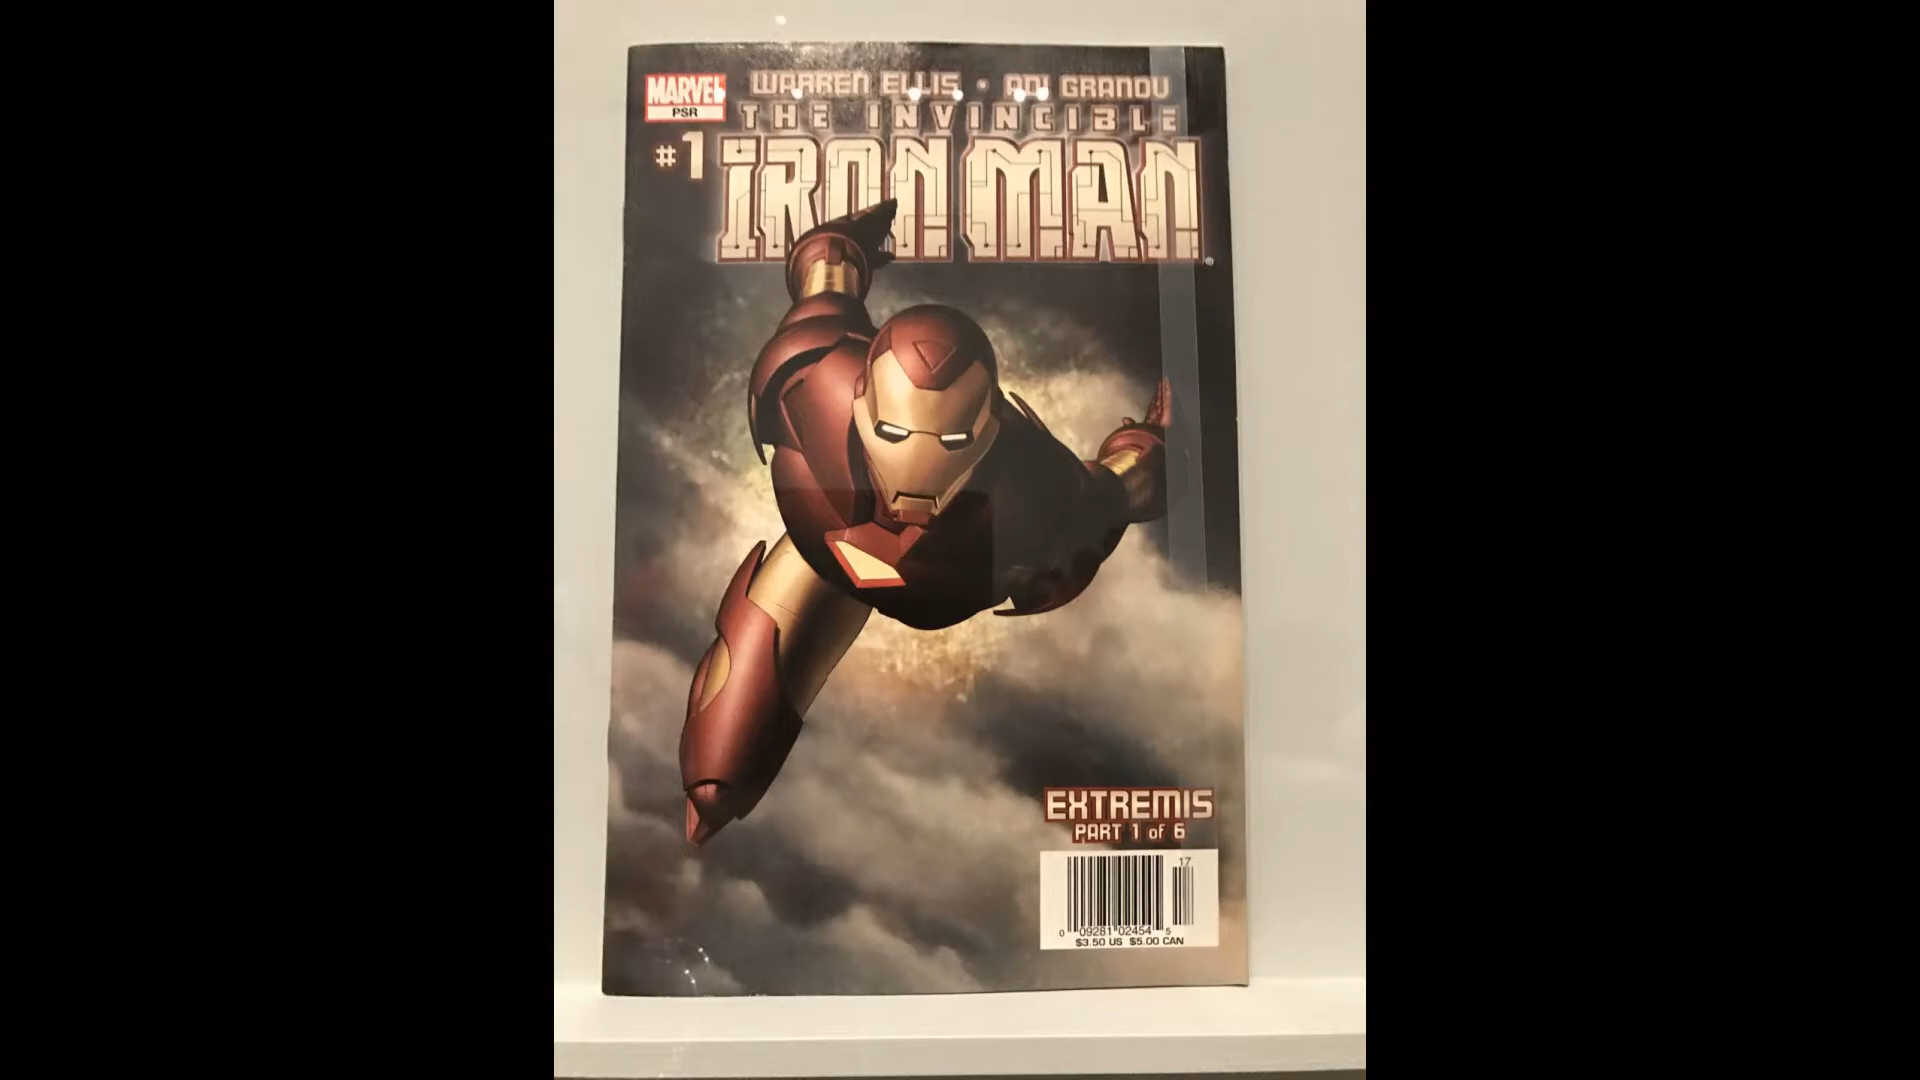 MARVEL
PSR
#1
WARREN ELLIS • ADI GRANOV
THE INVINCIBLE
IRON MAN®
EXTREMIS
PART 1 of 6
17
0 09281 02454 5
$3.50 US $5.00 CAN